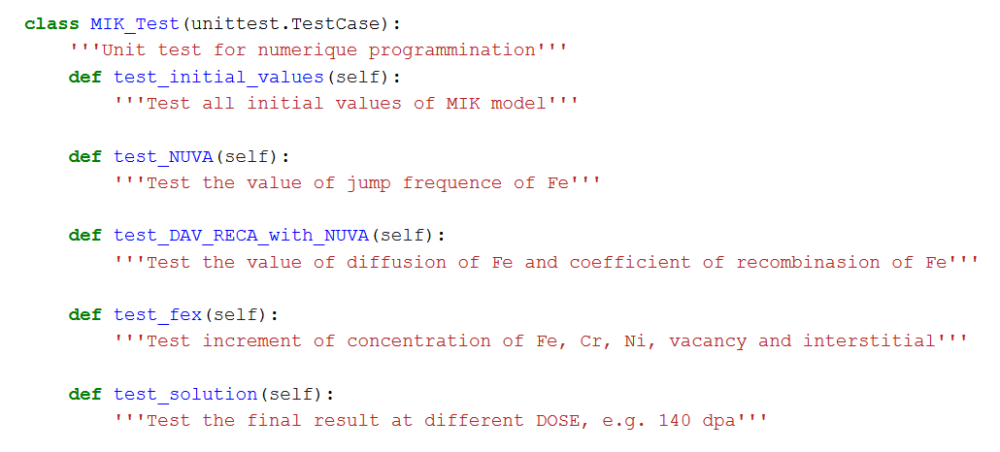 class MIK_Test(unittest.TestCase):
'''Unit test for numerique programmination'''
def test_initial_values(self):
'''Test all initial values of MIK model'''
def test_NUVA(self):
'''Test the value of jump frequence of Fe'''
def test_DAV_RECA_with_NUVA(self):
'''Test the value of diffusion of Fe and coefficient of recombinasion of Fe'''
def test_fex(self):
'''Test increment of concentration of Fe, Cr, Ni, vacancy and interstitial'''
def test_solution(self):
'''Test the final result at different DOSE, e.g. 140 dpa'''